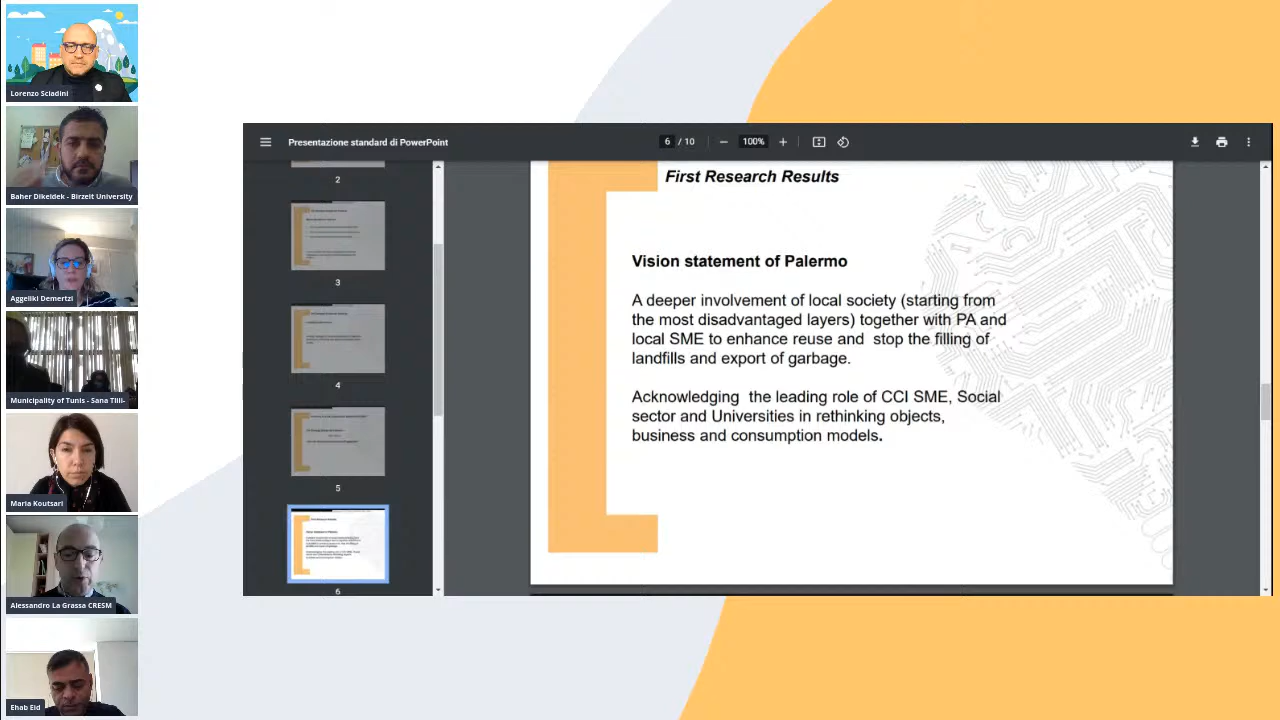 Lorenzo Sciadini
Baher Dikeidek - Birzeit University
Aggeliki Demertzi
Municipality of Tunis - Sana Tlili-
Maria Koutsari
Alessandro La Grassa CRESM
Ehab Eid
Presentazione standard di PowerPoint
6 / 10
100%
2
3
4
5
6
First Research Results
Vision statement of Palermo
A deeper involvement of local society (starting from
the most disadvantaged layers) together with PA and
local SME to enhance reuse and stop the filling of
landfills and export of garbage.
Acknowledging the leading role of CCI SME, Social
sector and Universities in rethinking objects,
business and consumption models.